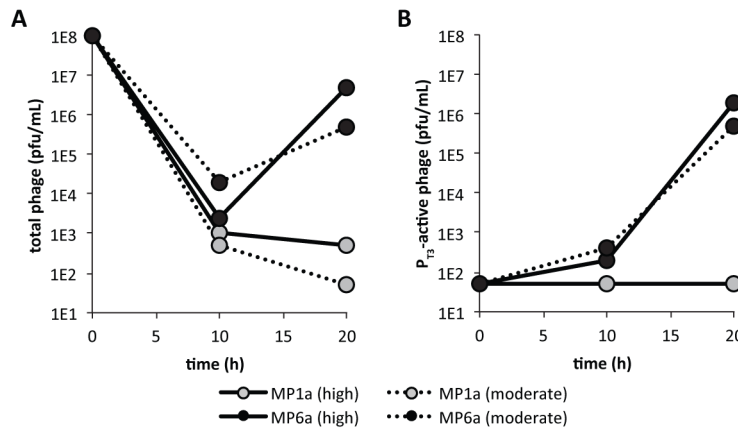 A
total phage (pfu/mL)
1E8
1E7
1E6
1E5
1E4
1E3
1E2
1E1
0
5
10
15
20
time (h)
B
P_T3-active phage (pfu/mL)
1E8
1E7
1E6
1E5
1E4
1E3
1E2
1E1
0
5
10
15
20
time (h)
MP1a (high)
MP1a (moderate)
MP6a (high)
MP6a (moderate)